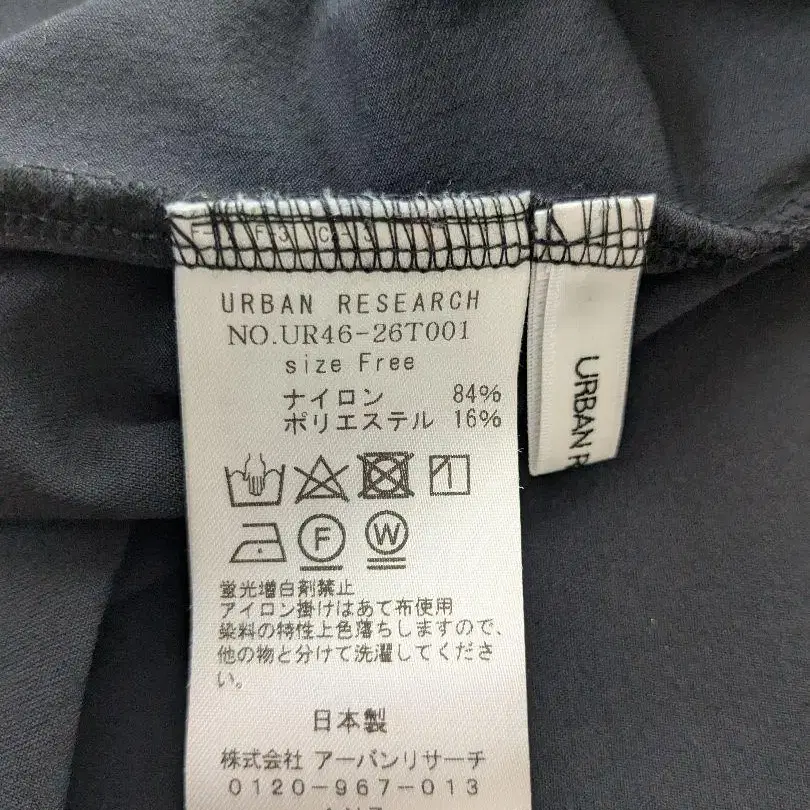 URBAN RESEARCH
NO.UR46-26T001
size Free
ナイロン 84%
ポリエステル 16%
F
W
蛍光増白剤禁止
アイロン掛けはあて布使用
染料の特性上色落ちしますので、
他の物と分けて洗濯してくださ
い。
日本製
株式会社 アーバンリサーチ
0120-967-013
URBAN R